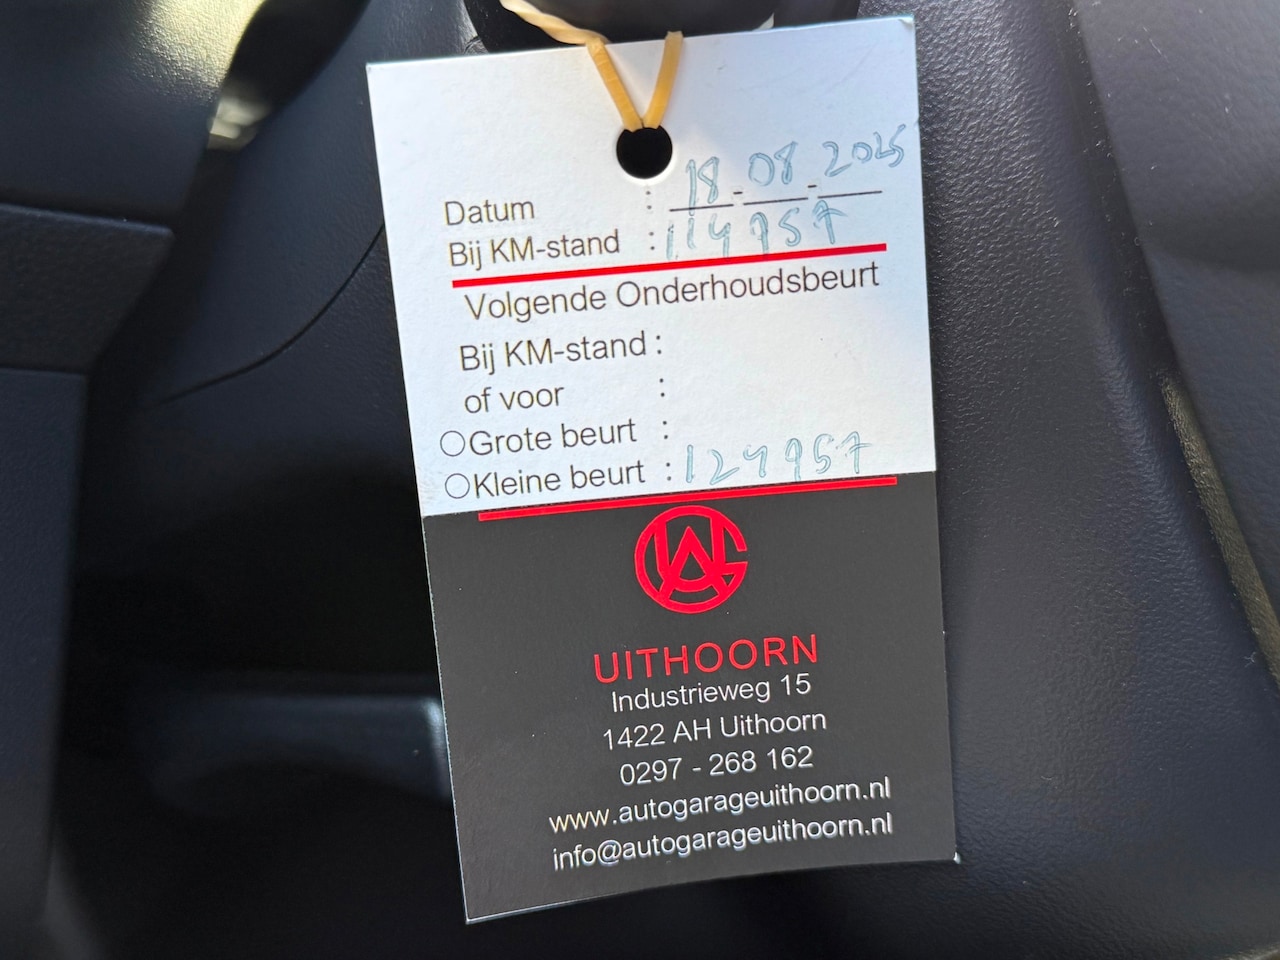 Datum : 18-08-2025
Bij KM-stand : 114957
Volgende Onderhoudsbeurt
Bij KM-stand :
of voor :
Grote beurt :
Kleine beurt : 124957
UITHOORN
Industrieweg 15
1422 AH Uithoorn
0297 - 268 162
www.autogarageuithoorn.nl
info@autogarageuithoorn.nl